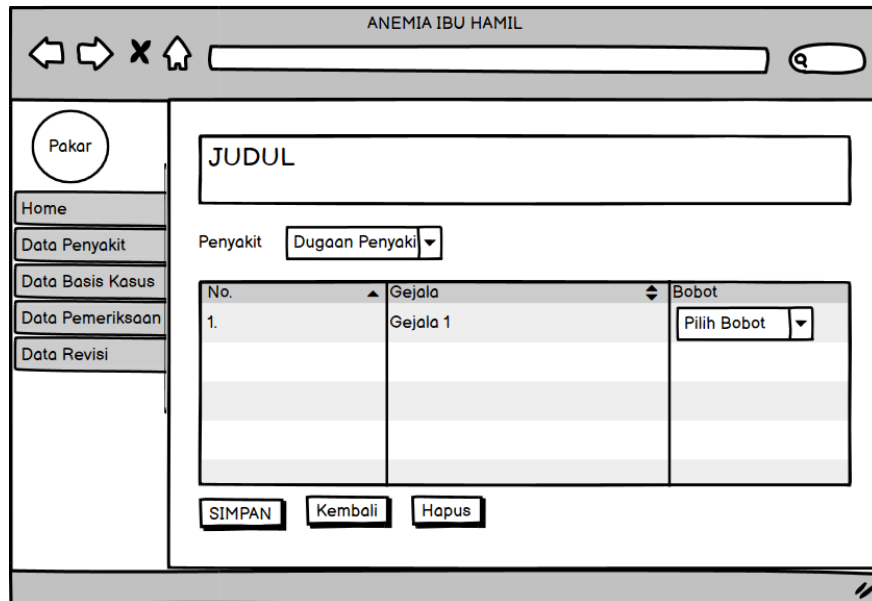 ANEMIA IBU HAMIL
Pakar
Home
Data Penyakit
Data Basis Kasus
Data Pemeriksaan
Data Revisi
JUDUL
Penyakit Dugaan Penyaki
No. Gejala Bobot
1. Gejala 1 Pilih Bobot
SIMPAN Kembali Hapus